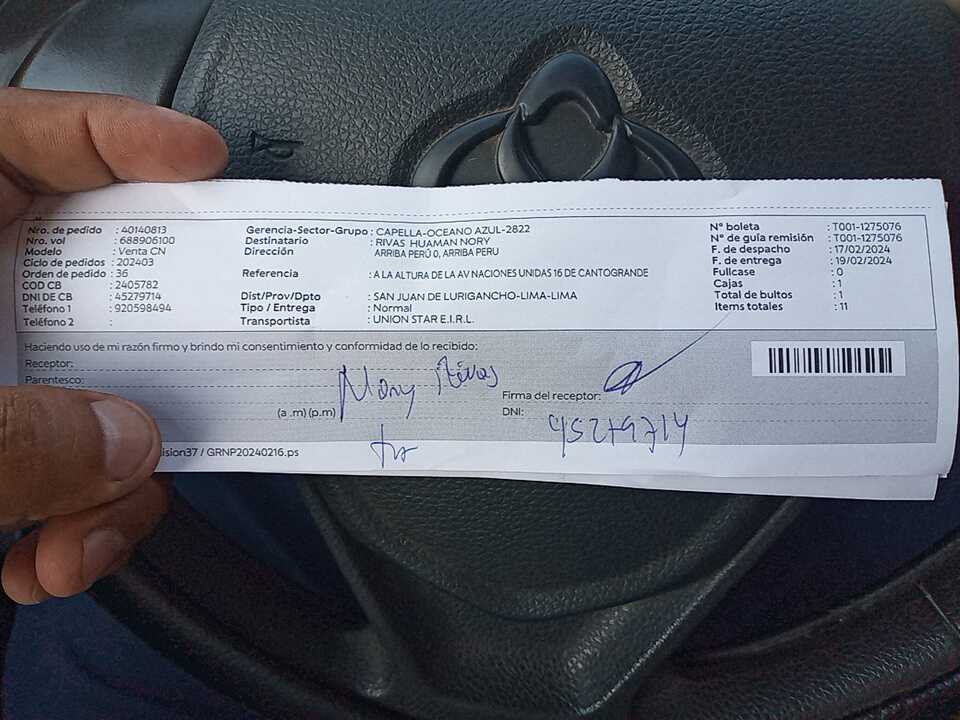 Nro. de pedido : 40140813
Nro. vol : 688906100
Modelo : Venta CN
Ciclo de pedidos : 202403
Orden de pedido : 36
COD CB : 2405782
DNI DE CB : 45279714
Teléfono 1 : 920598494
Teléfono 2 :
Gerencia-Sector-Grupo : CAPELLA-OCEANO AZUL-2822
Destinatario : RIVAS HUAMAN NORY
Dirección ARRIBA PERÚ 0, ARRIBA PERU
Referencia : A LA ALTURA DE LA AV NACIONES UNIDAS 16 DE CANTOGRANDE
Dist/Prov/Dpto : SAN JUAN DE LURIGANCHO-LIMA-LIMA
Tipo / Entrega : Normal
Transportista : UNION STAR E.I.R.L.
N° boleta : T001-1275076
N° de guía remisión : T001-1275076
F. de despacho : 17/02/2024
F. de entrega : 19/02/2024
Fullcase : 0
Cajas : 1
Total de bultos : 1
Items totales : 11
Haciendo uso de mi razón firmo y brindo mi consentimiento y conformidad de lo recibido:
Receptor: Nory Rivas
Parentesco:
(a .m) (p.m)
Firma del receptor:
DNI: 45279714
ision37 / GRNP20240216.ps